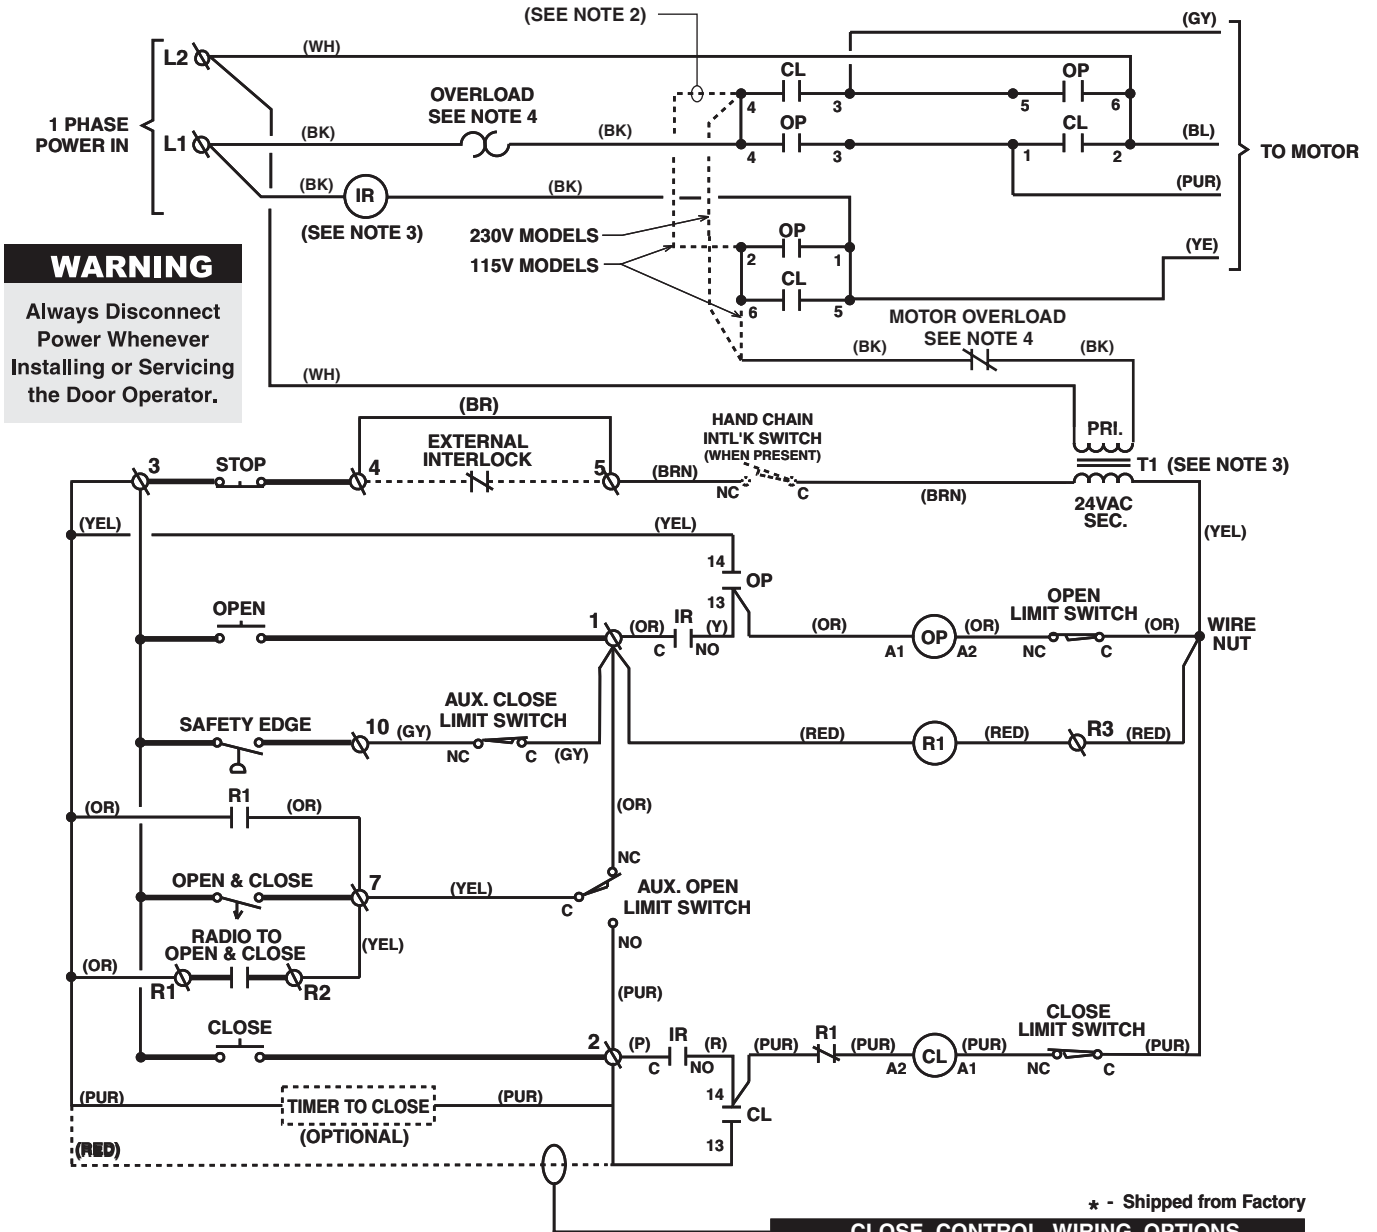 (SEE NOTE 2)
(GY)
L2
(WH)
CL
OP
OVERLOAD
SEE NOTE 4
4
3
5
6
1 PHASE
POWER IN
L1
(BK)
(BK)
OP
CL
(BL)
TO MOTOR
4
3
1
2
(PUR)
(BK)
IR
(BK)
(SEE NOTE 3)
230V MODELS
115V MODELS
OP
2
1
CL
6
5
(YE)
WARNING
Always Disconnect
Power Whenever
Installing or Servicing
the Door Operator.
MOTOR OVERLOAD
SEE NOTE 4
(BK)
(BK)
(WH)
PRI.
T1 (SEE NOTE 3)
24VAC
SEC.
(BR)
HAND CHAIN
INTL'K SWITCH
(WHEN PRESENT)
EXTERNAL
INTERLOCK
3
STOP
4
5
(BRN)
NC
C
(BRN)
(YEL)
(YEL)
(YEL)
14
OP
13
OPEN
1
(OR)
IR
(Y)
C
NO
(OR)
OP
A1
A2
(OR)
OPEN
LIMIT SWITCH
NC
C
(OR)
WIRE
NUT
SAFETY EDGE
10
(GY)
AUX. CLOSE
LIMIT SWITCH
NC
C
(GY)
(RED)
R1
(RED)
R3
(RED)
(OR)
R1
(OR)
(OR)
NC
OPEN & CLOSE
7
(YEL)
C
AUX. OPEN
LIMIT SWITCH
NO
RADIO TO
OPEN & CLOSE
(YEL)
(OR)
R1
R2
(PUR)
CLOSE
2
(P)
IR
(R)
C
NO
(PUR)
R1
(PUR)
CL
A2
A1
(PUR)
CLOSE
LIMIT SWITCH
NC
C
(PUR)
14
CL
13
(PUR)
TIMER TO CLOSE
(OPTIONAL)
(PUR)
(RED)
* - Shipped from Factory
CLOSE CONTROL WIRING OPTIONS